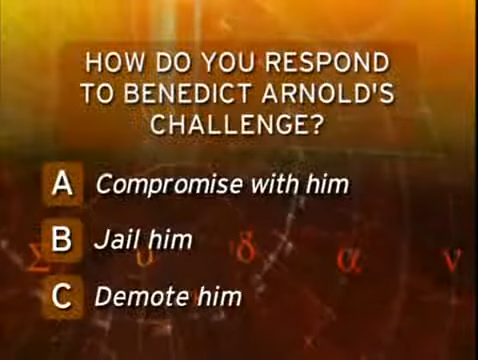 HOW DO YOU RESPOND
TO BENEDICT ARNOLD'S
CHALLENGE?
A Compromise with him
B Jail him
C Demote him
Σ υ δ α ν